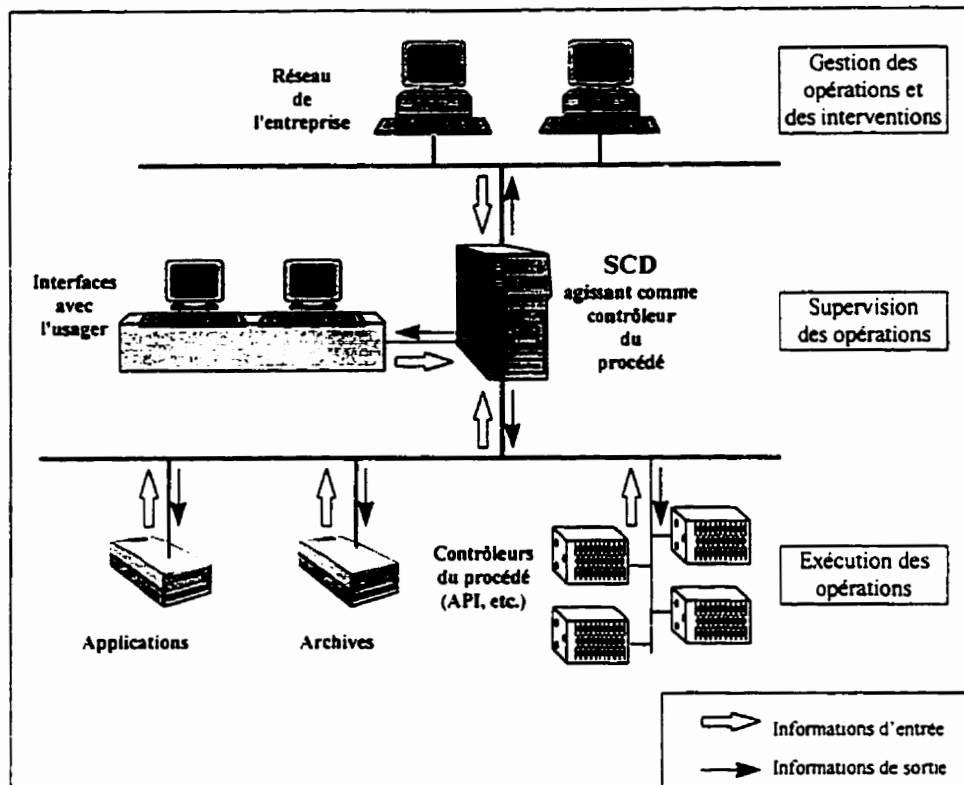 Réseau
de
l'entreprise
Gestion des
opérations et
des interventions
Interfaces
avec
l'usager
SCD
agissant comme
contrôleur
du
procédé
Supervision
des opérations
Contrôleurs
du procédé
(API, etc.)
Exécution des
opérations
Applications
Archives
Informations d'entrée
Informations de sortie